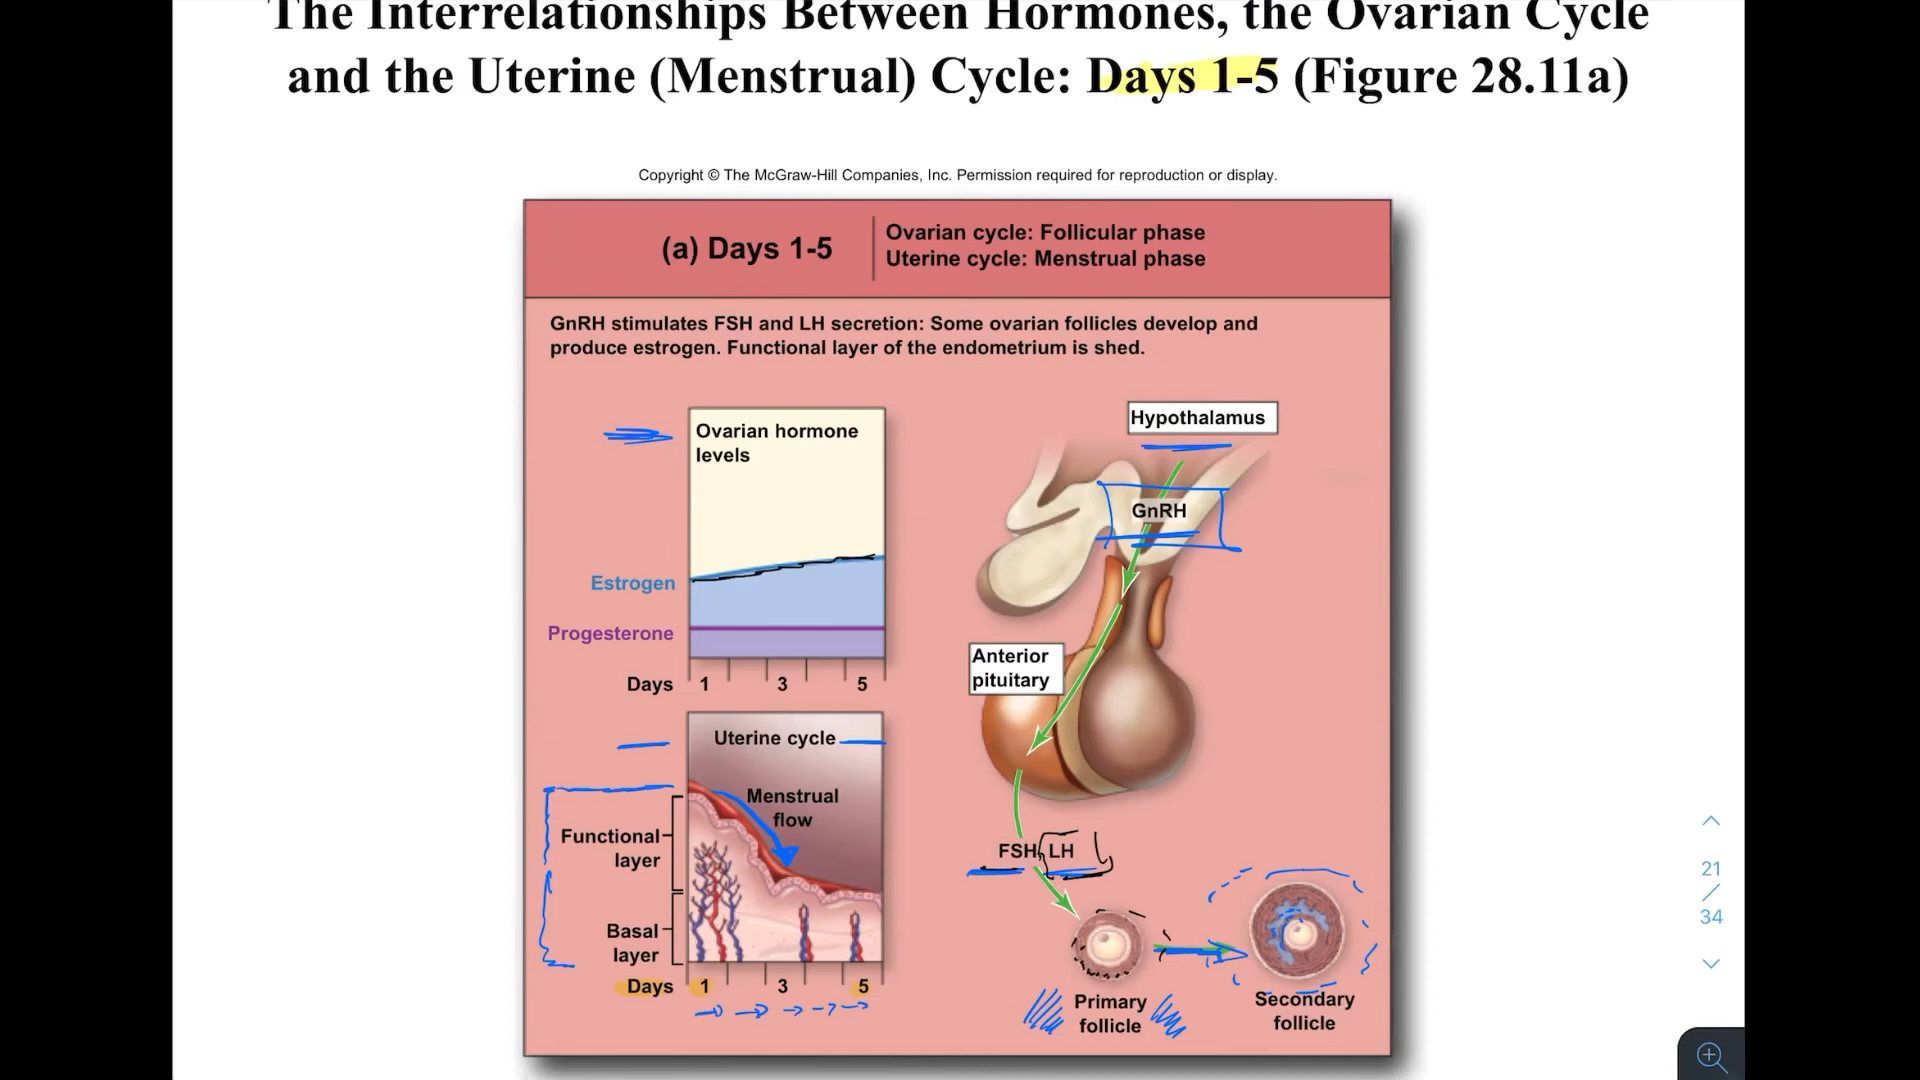 The Interrelationships Between Hormones, the Ovarian Cycle
and the Uterine (Menstrual) Cycle: Days 1-5 (Figure 28.11a)
Copyright © The McGraw-Hill Companies, Inc. Permission required for reproduction or display.
(a) Days 1-5
Ovarian cycle: Follicular phase
Uterine cycle: Menstrual phase
GnRH stimulates FSH and LH secretion: Some ovarian follicles develop and
produce estrogen. Functional layer of the endometrium is shed.
Ovarian hormone
levels
Estrogen
Progesterone
Days 1 3 5
Uterine cycle
Menstrual
flow
Functional
layer
Basal
layer
Days 1 3 5
Hypothalamus
GnRH
Anterior
pituitary
FSH, LH
Primary
follicle
Secondary
follicle
21
/
34